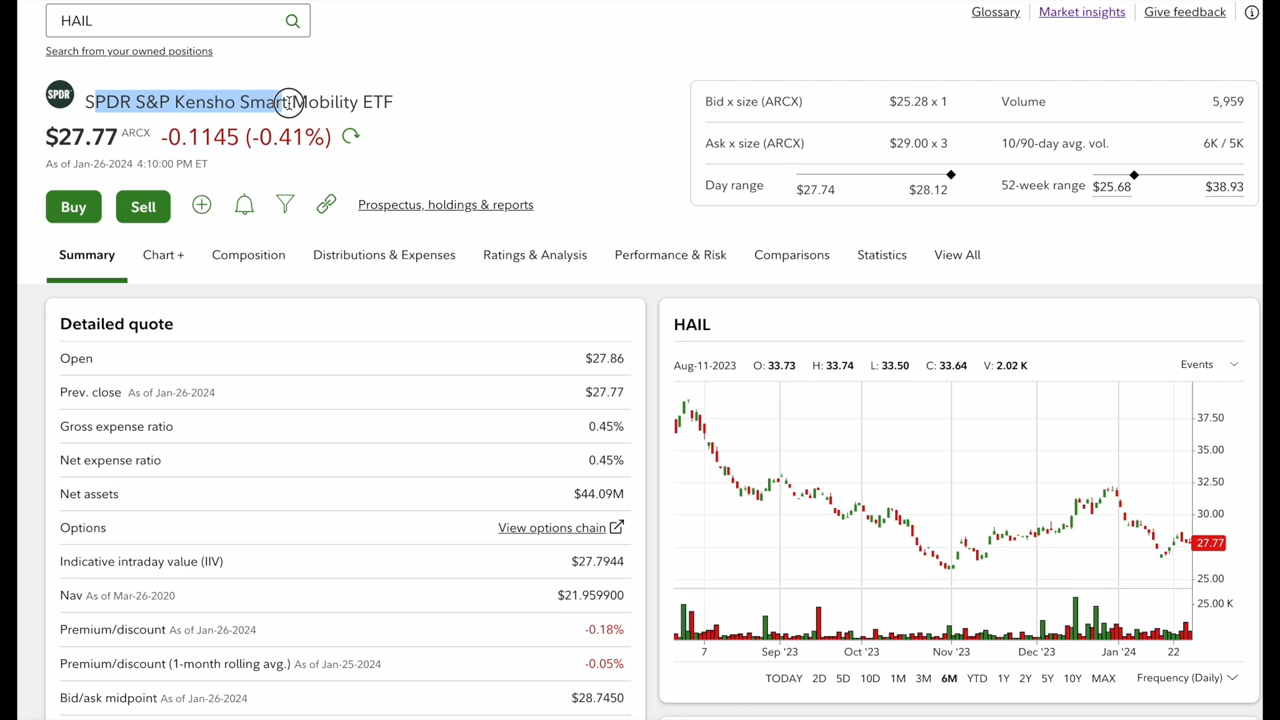 HAIL
Search from your owned positions
Glossary
Market insights
Give feedback
SPDR
SPDR S&P Kensho Smart Mobility ETF
$27.77 ARCX -0.1145 (-0.41%)
As of Jan-26-2024 4:10:00 PM ET
Buy
Sell
Prospectus, holdings & reports
Bid x size (ARCX) $25.28 x 1 Volume 5,959
Ask x size (ARCX) $29.00 x 3 10/90-day avg. vol. 6K / 5K
Day range $27.74 $28.12 52-week range $25.68 $38.93
Summary Chart + Composition Distributions & Expenses Ratings & Analysis Performance & Risk Comparisons Statistics View All
Detailed quote
Open $27.86
Prev. close As of Jan-26-2024 $27.77
Gross expense ratio 0.45%
Net expense ratio 0.45%
Net assets $44.09M
Options View options chain
Indicative intraday value (IIV) $27.7944
Nav As of Mar-26-2020 $21.959900
Premium/discount As of Jan-26-2024 -0.18%
Premium/discount (1-month rolling avg.) As of Jan-25-2024 -0.05%
Bid/ask midpoint As of Jan-26-2024 $28.7450
HAIL
Aug-11-2023 O: 33.73 H: 33.74 L: 33.50 C: 33.64 V: 2.02 K Events
37.50
35.00
32.50
30.00
27.77
25.00
25.00 K
7 Sep '23 Oct '23 Nov '23 Dec '23 Jan '24 22
TODAY 2D 5D 10D 1M 3M 6M YTD 1Y 2Y 5Y 10Y MAX Frequency (Daily)